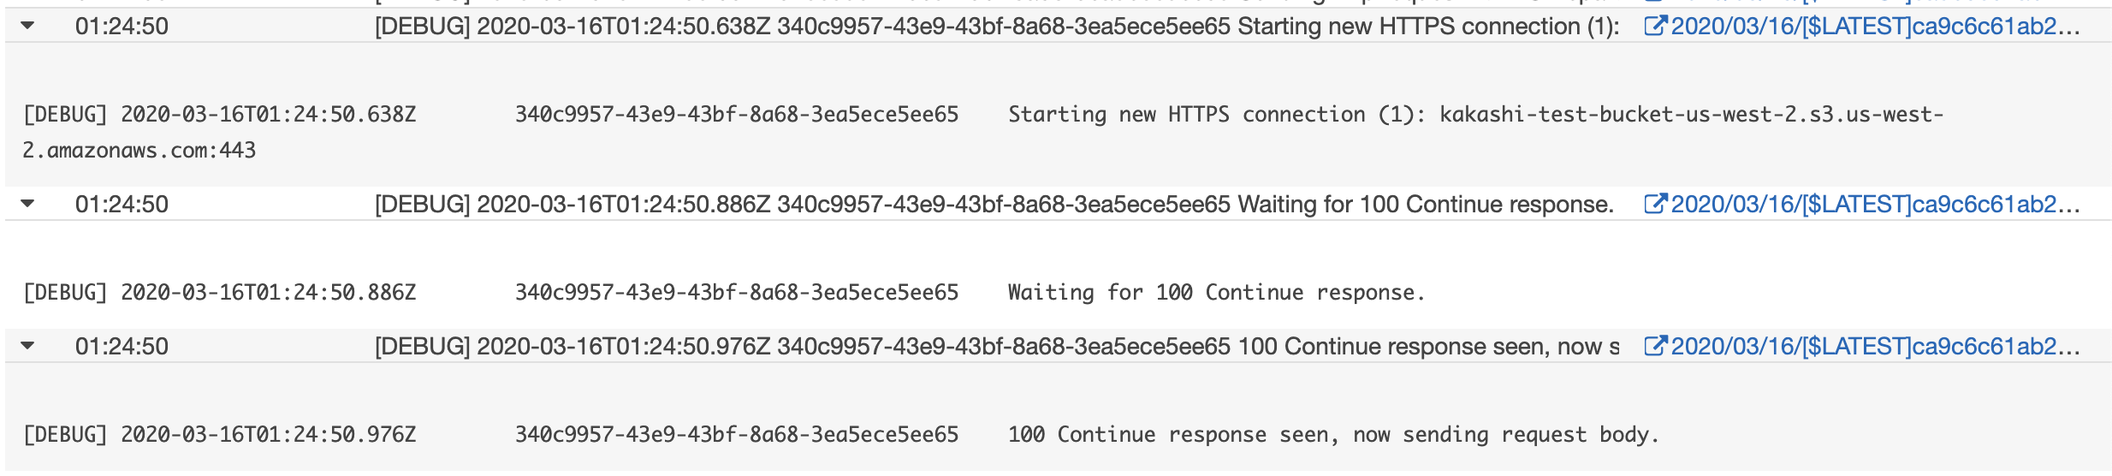 01:24:50 [DEBUG] 2020-03-16T01:24:50.638Z 340c9957-43e9-43bf-8a68-3ea5ece5ee65 Starting new HTTPS connection (1): 2020/03/16/[$LATEST]ca9c6c61ab2...
[DEBUG] 2020-03-16T01:24:50.638Z 340c9957-43e9-43bf-8a68-3ea5ece5ee65 Starting new HTTPS connection (1): kakashi-test-bucket-us-west-2.s3.us-west-
2.amazonaws.com:443
01:24:50 [DEBUG] 2020-03-16T01:24:50.886Z 340c9957-43e9-43bf-8a68-3ea5ece5ee65 Waiting for 100 Continue response. 2020/03/16/[$LATEST]ca9c6c61ab2...
[DEBUG] 2020-03-16T01:24:50.886Z 340c9957-43e9-43bf-8a68-3ea5ece5ee65 Waiting for 100 Continue response.
01:24:50 [DEBUG] 2020-03-16T01:24:50.976Z 340c9957-43e9-43bf-8a68-3ea5ece5ee65 100 Continue response seen, now s 2020/03/16/[$LATEST]ca9c6c61ab2...
[DEBUG] 2020-03-16T01:24:50.976Z 340c9957-43e9-43bf-8a68-3ea5ece5ee65 100 Continue response seen, now sending request body.